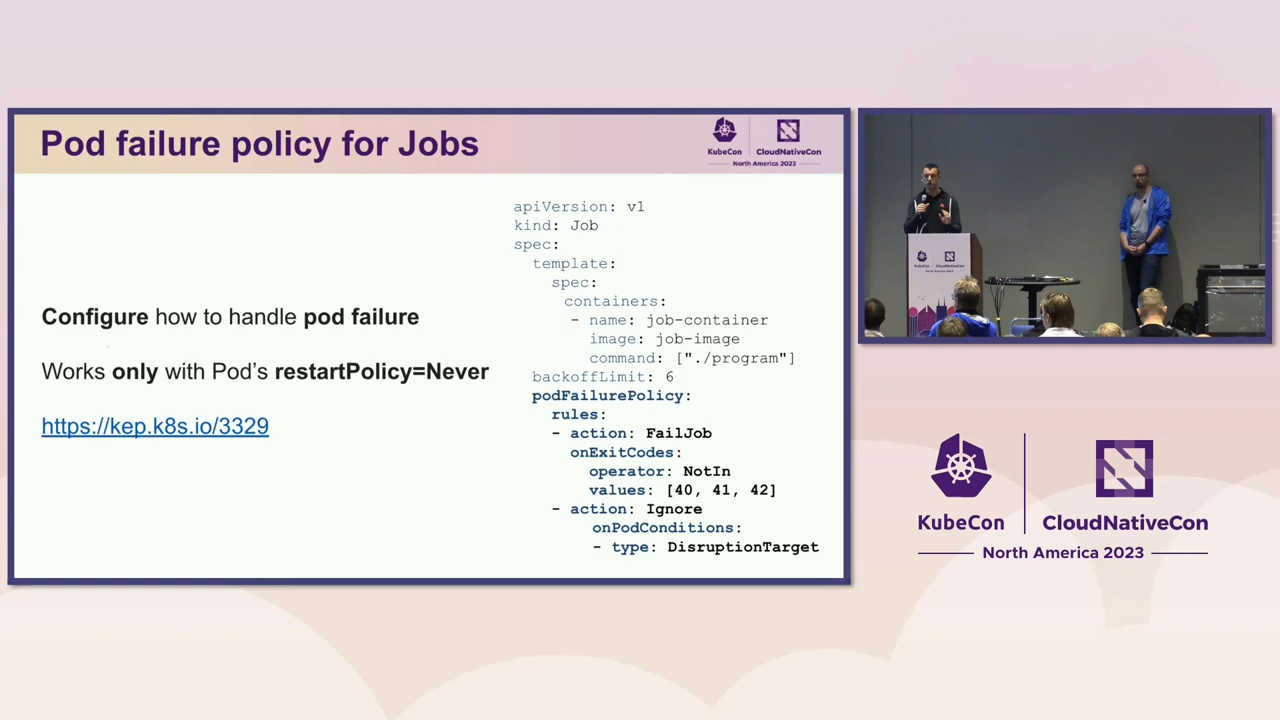 Pod failure policy for Jobs
KubeCon
CloudNativeCon
North America 2023
Configure how to handle pod failure
Works only with Pod's restartPolicy=Never
https://kep.k8s.io/3329
apiVersion: v1
kind: Job
spec:
  template:
    spec:
     containers:
      - name: job-container
        image: job-image
        command: ["./program"]
  backoffLimit: 6
  podFailurePolicy:
    rules:
    - action: FailJob
      onExitCodes:
        operator: NotIn
        values: [40, 41, 42]
    - action: Ignore
        onPodConditions:
        - type: DisruptionTarget
KubeCon
CloudNativeCon
KubeCon
CloudNativeCon
North America 2023